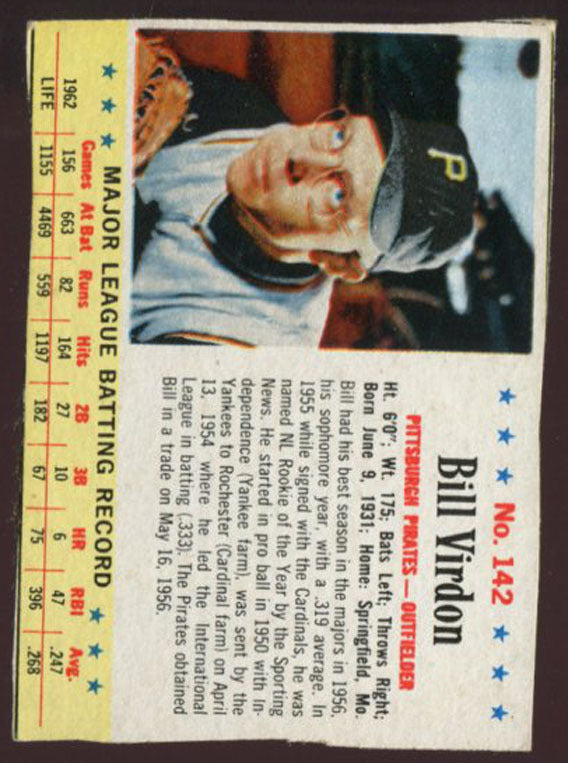 P
No. 142
Bill Virdon
PITTSBURGH PIRATES—OUTFIELDER
Ht. 6'0"; Wt. 175; Bats Left; Throws Right;
Born June 9, 1931; Home: Springfield, Mo.
Bill had his best season in the majors in 1956,
his sophomore year, with a .319 average. In
1955 while signed with the Cardinals, he was
named NL Rookie of the Year by the Sporting
News. He started in pro ball in 1950 with In-
dependence (Yankee farm), was sent by the
Yankees to Rochester (Cardinal farm) on April
13, 1954 where he led the International
League in batting (.333). The Pirates obtained
Bill in a trade on May 16, 1956.
MAJOR LEAGUE BATTING RECORD
Games At Bat Runs Hits 2B 3B HR RBI Avg.
1962 156 663 82 164 27 10 6 47 .247
LIFE 1155 4469 559 1197 182 67 75 396 .268